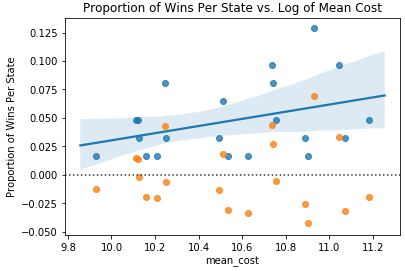 Proportion of Wins Per State vs. Log of Mean Cost
Proportion of Wins Per State
0.125
0.100
0.075
0.050
0.025
0.000
−0.025
−0.050
9.8 10.0 10.2 10.4 10.6 10.8 11.0 11.2
mean_cost